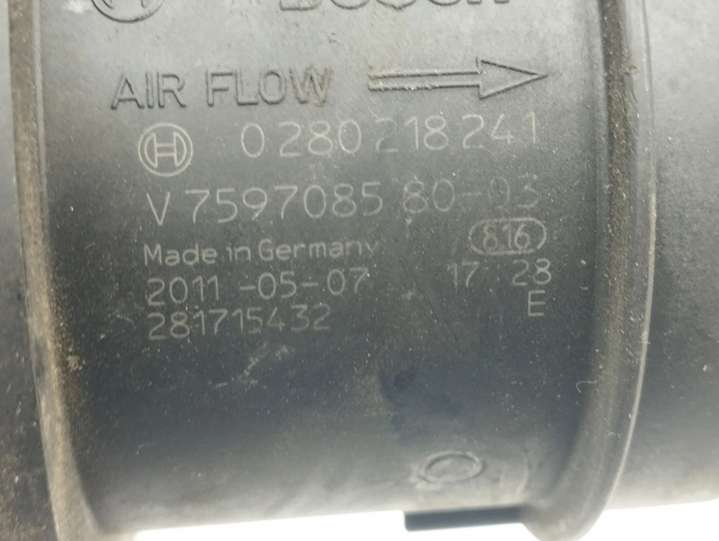 BOSCH
AIR FLOW
0 280 218 241
V 7597085 80-03
Made in Germany 816
2011-05-07 17:28
281715432 E